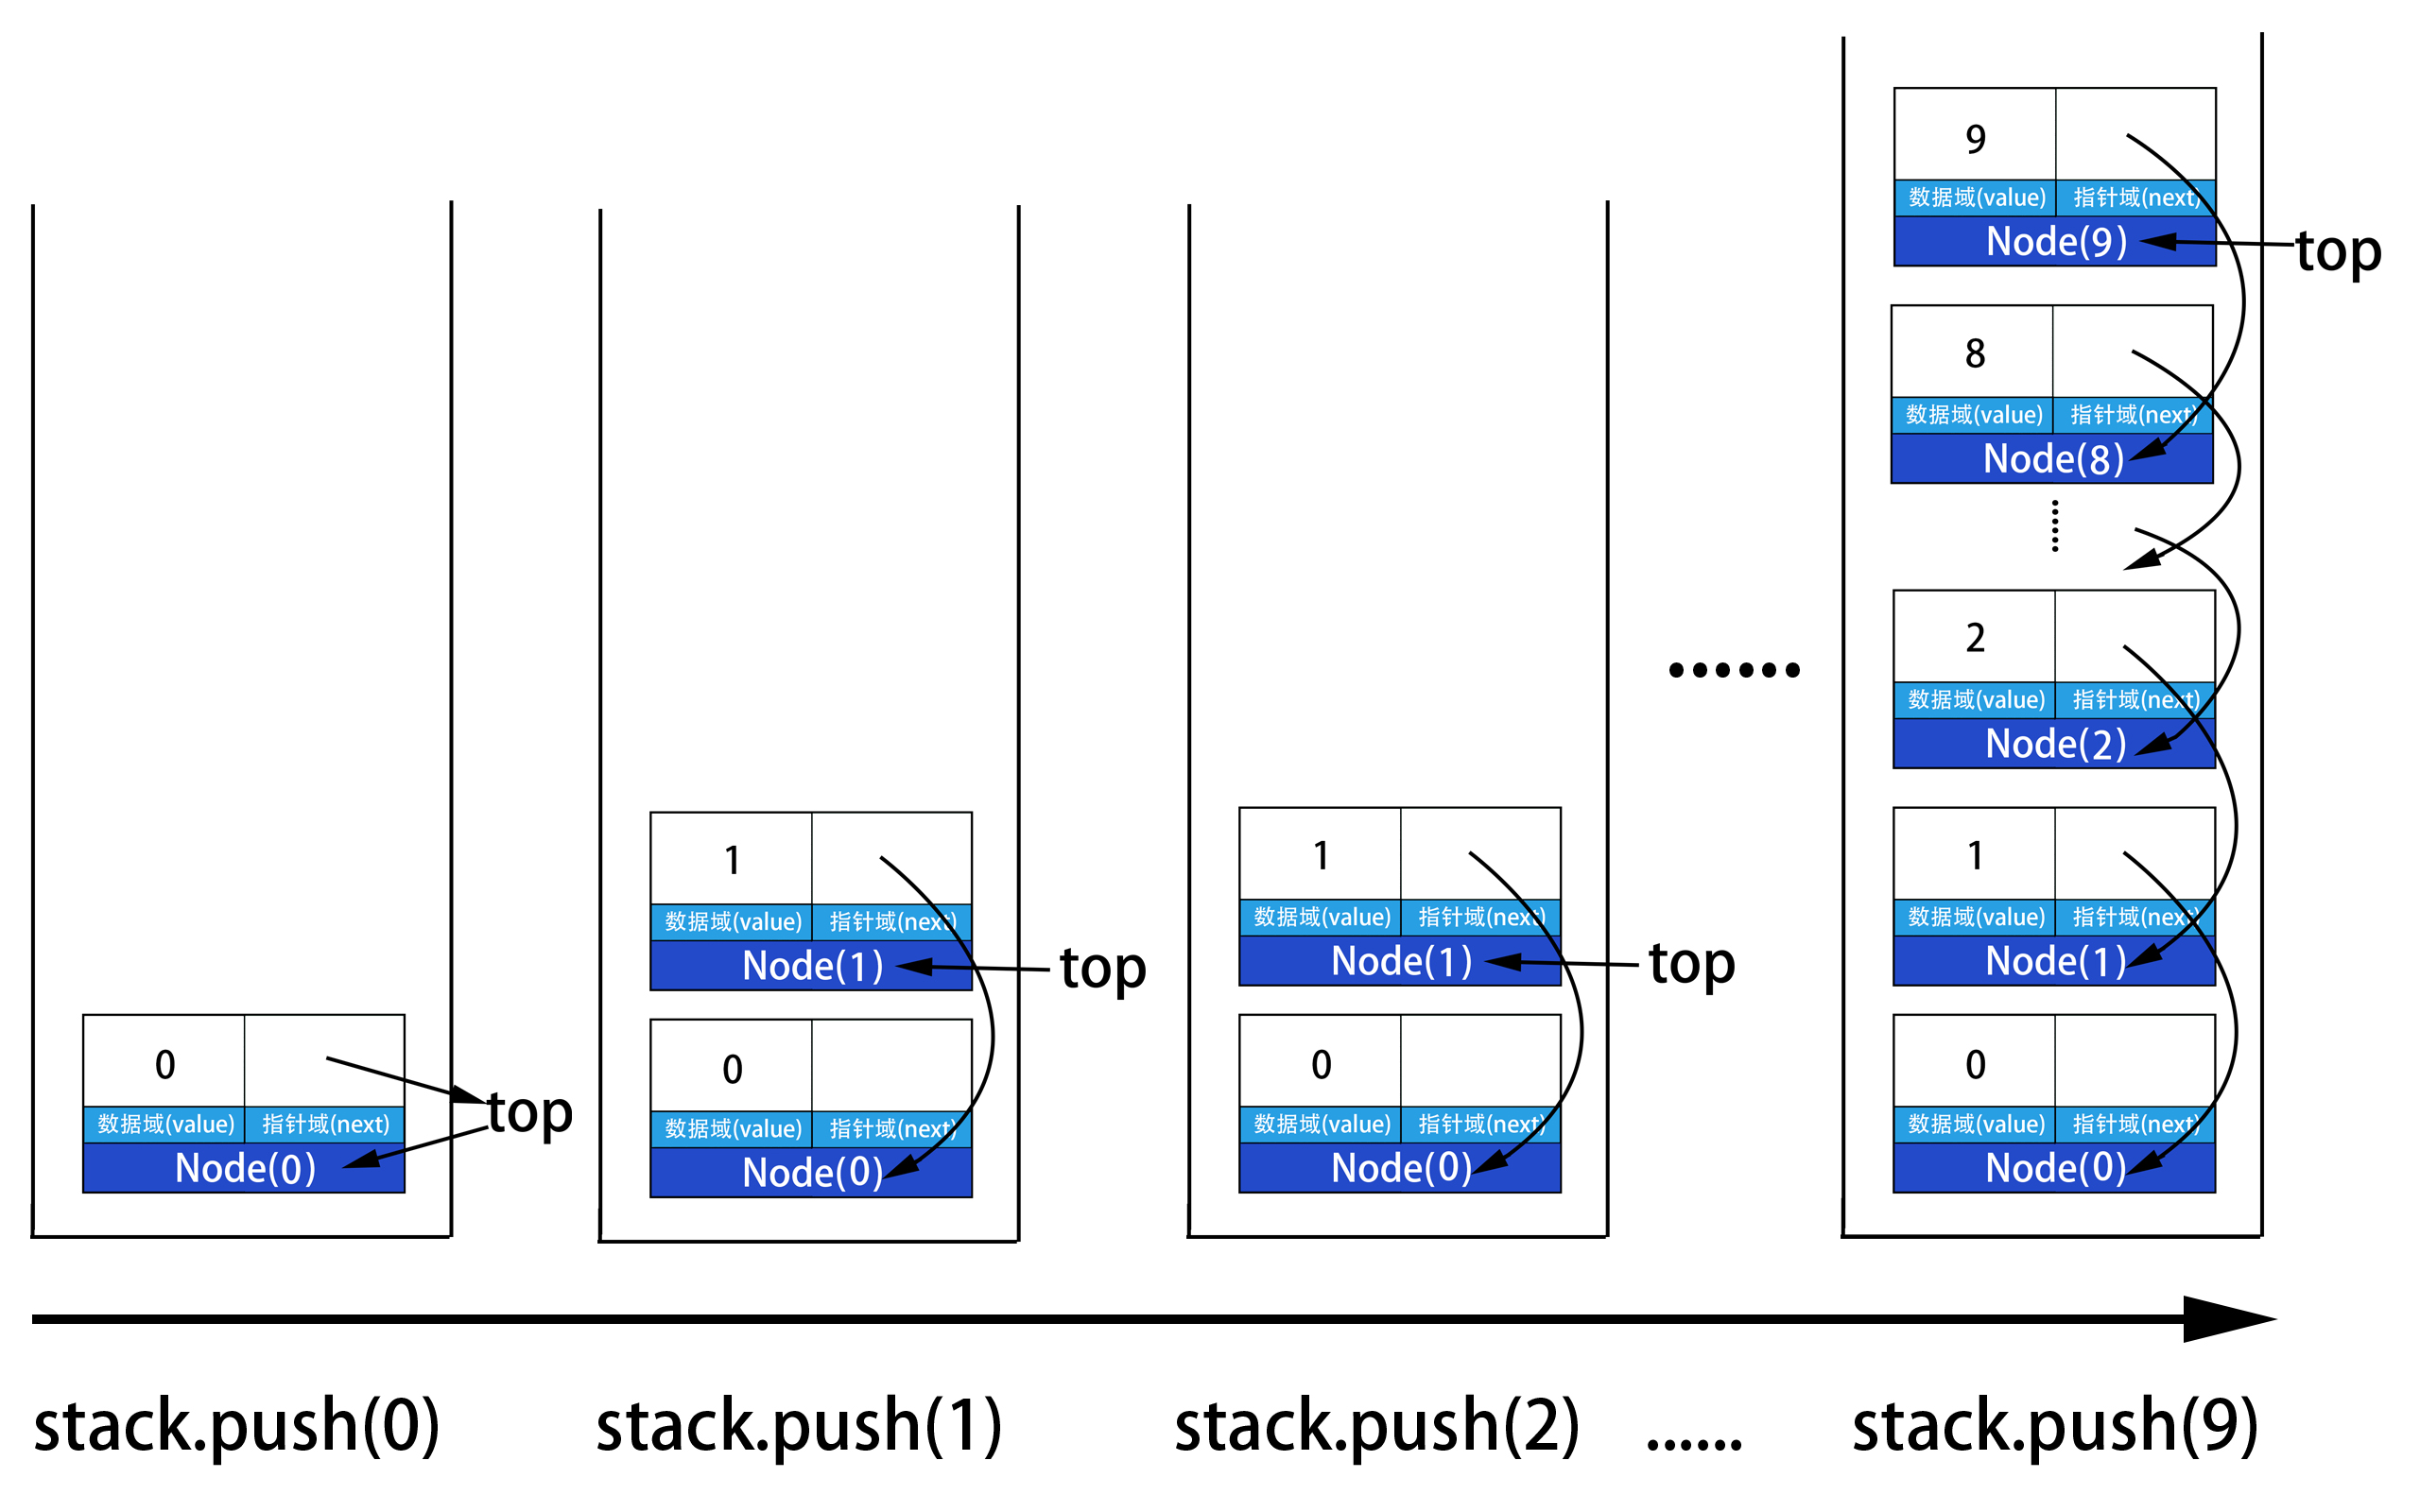 0
数据域(value) 指针域(next)
Node(0)
top
stack.push(0)
1
数据域(value) 指针域(next)
Node(1)
top
0
数据域(value) 指针域(next)
Node(0)
stack.push(1)
1
数据域(value) 指针域(next)
Node(1)
top
0
数据域(value) 指针域(next)
Node(0)
stack.push(2)
······
......
9
数据域(value) 指针域(next)
Node(9)
top
8
数据域(value) 指针域(next)
Node(8)
······
2
数据域(value) 指针域(next)
Node(2)
1
数据域(value) 指针域(next)
Node(1)
0
数据域(value) 指针域(next)
Node(0)
stack.push(9)